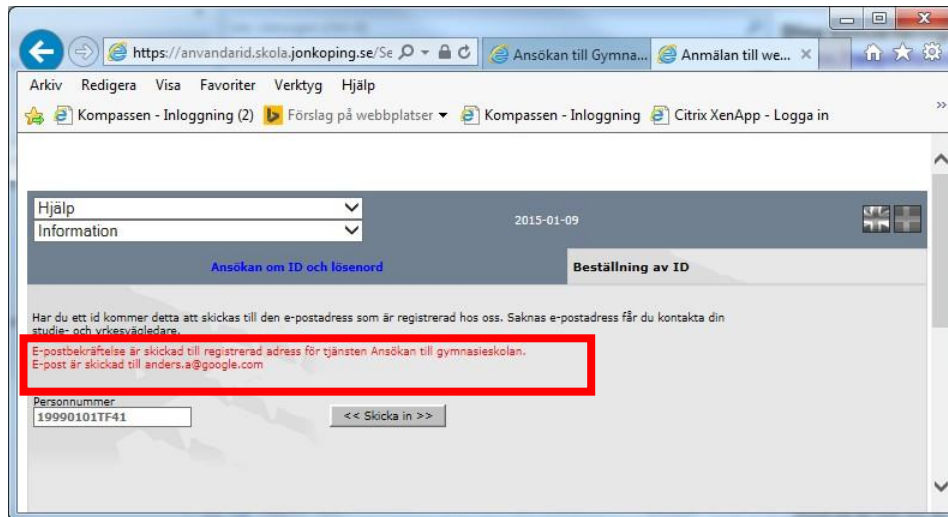 https://anvandarid.skola.jonkoping.se/Se
Ansökan till Gymna...
Anmälan till we...
Arkiv Redigera Visa Favoriter Verktyg Hjälp
Kompassen - Inloggning (2) Förslag på webbplatser Kompassen - Inloggning Citrix XenApp - Logga in
Hjälp
Information
2015-01-09
Ansökan om ID och lösenord
Beställning av ID
Har du ett id kommer detta att skickas till den e-postadress som är registrerad hos oss. Saknas e-postadress får du kontakta din
studie- och yrkesvägledare.
E-postbekräftelse är skickad till registrerad adress för tjänsten Ansökan till gymnasieskolan.
E-post är skickad till anders.a@google.com
Personnummer
19990101TF41
<< Skicka in >>